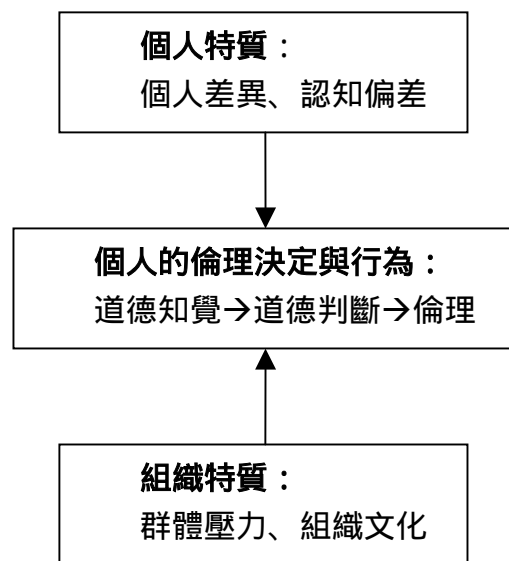 個人特質：
個人差異、認知偏差
個人的倫理決定與行為：
道德知覺→道德判斷→倫理
組織特質：
群體壓力、組織文化